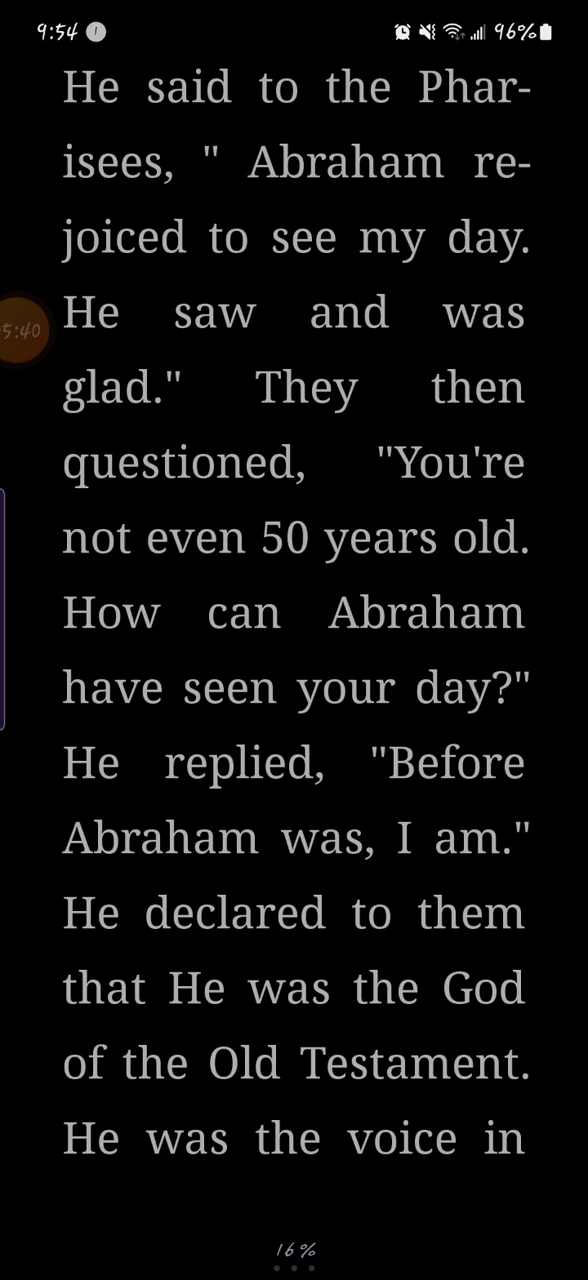 9:54
96%
He said to the Phar-
isees, " Abraham re-
joiced to see my day.
5:40
He saw and was
glad." They then
questioned, "You're
not even 50 years old.
How can Abraham
have seen your day?"
He replied, "Before
Abraham was, I am."
He declared to them
that He was the God
of the Old Testament.
He was the voice in
16%